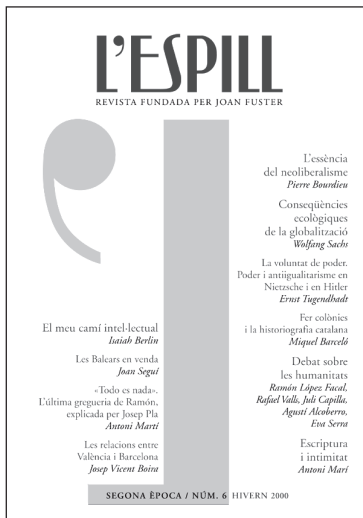 L'ESPILL
REVISTA FUNDADA PER JOAN FUSTER
L'essència
del neoliberalisme
Pierre Bourdieu
Conseqüències
ecològiques
de la globalització
Wolfgang Sachs
La voluntat de poder.
Poder i antiigualitarisme en
Nietzsche i en Hitler
Ernst Tugendhadt
Fer colònies
i la historiografia catalana
Miquel Barceló
Debat sobre
les humanitats
Ramón López Facal,
Rafael Valls, Juli Capilla,
Agustí Alcoberro,
Eva Serra
Escriptura
i intimitat
Antoni Marí
El meu camí intel·lectual
Isaiah Berlin
Les Balears en venda
Joan Seguí
«Todo es nada».
L'última gregueria de Ramón,
explicada per Josep Pla
Antoni Martí
Les relacions entre
València i Barcelona
Josep Vicent Boira
SEGONA ÈPOCA / NÚM. 6 HIVERN 2000